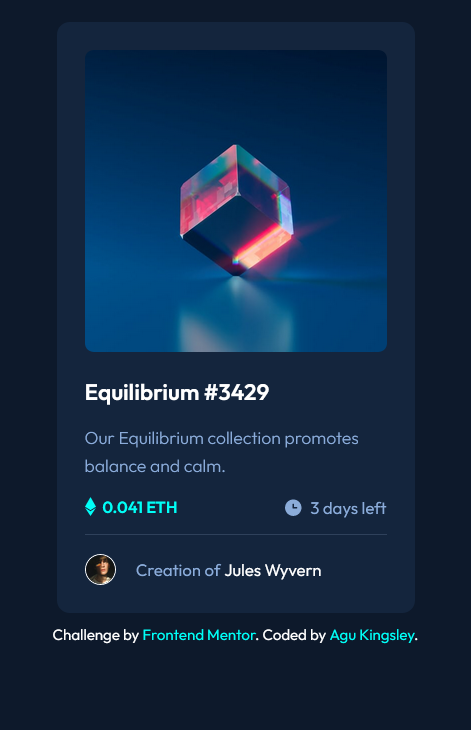 Equilibrium #3429
Our Equilibrium collection promotes
balance and calm.
0.041 ETH
3 days left
Creation of Jules Wyvern
Challenge by Frontend Mentor. Coded by Agu Kingsley.